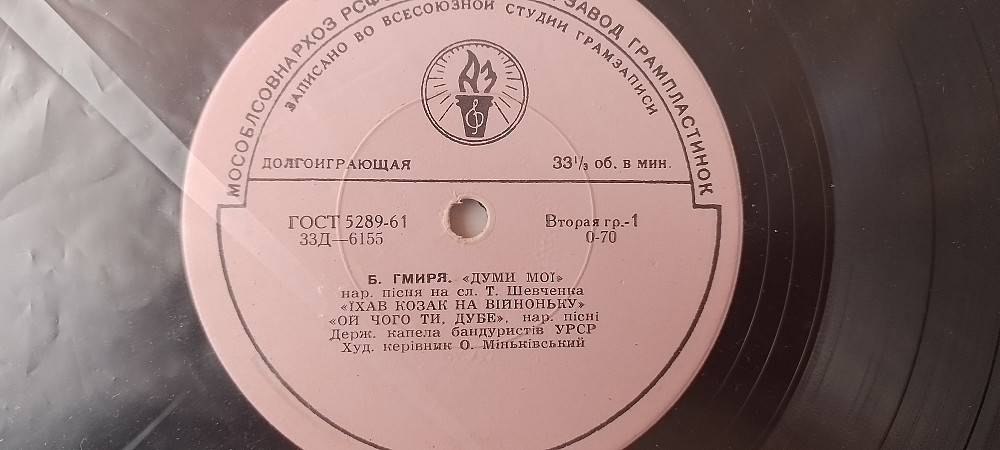 МОСОБЛСОВНАРХОЗ ЗАВОД ГРАМПЛАСТИНОК
ЗАПИСАНО ВО ВСЕСОЮЗНОЙ СТУДИИ ГРАМЗАПИСИ
АЗ
ДОЛГОИГРАЮЩАЯ 33⅓ об. в мин.
ГОСТ 5289-61 Вторая гр.-1
33Д—6155 0-70
Б. ГМИРЯ. «ДУМИ МОЇ»
нар. пісня на сл. Т. Шевченка
«ЇХАВ КОЗАК НА ВІЙНОНЬКУ»
«ОЙ ЧОГО ТИ, ДУБЕ», нар. пісні
Держ. капела бандуристів УРСР
Худ. керівник О. Міньківський